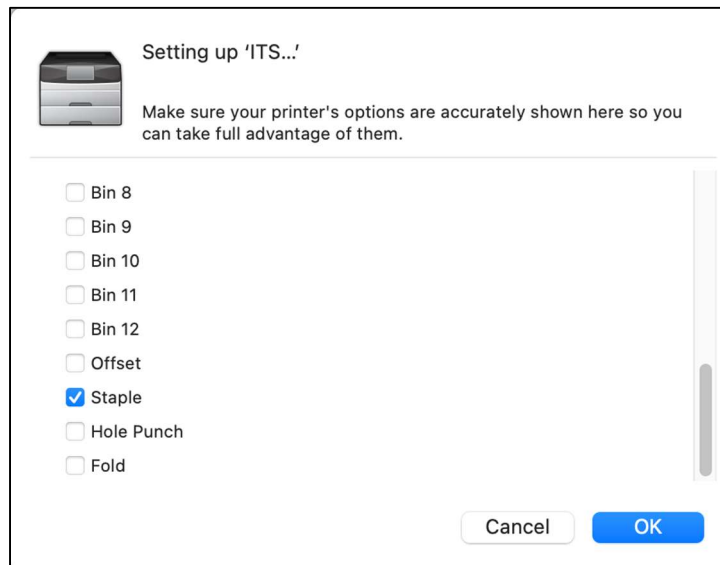 Setting up ‘ITS...’
Make sure your printer's options are accurately shown here so you
can take full advantage of them.
Bin 8
Bin 9
Bin 10
Bin 11
Bin 12
Offset
Staple
Hole Punch
Fold
Cancel OK